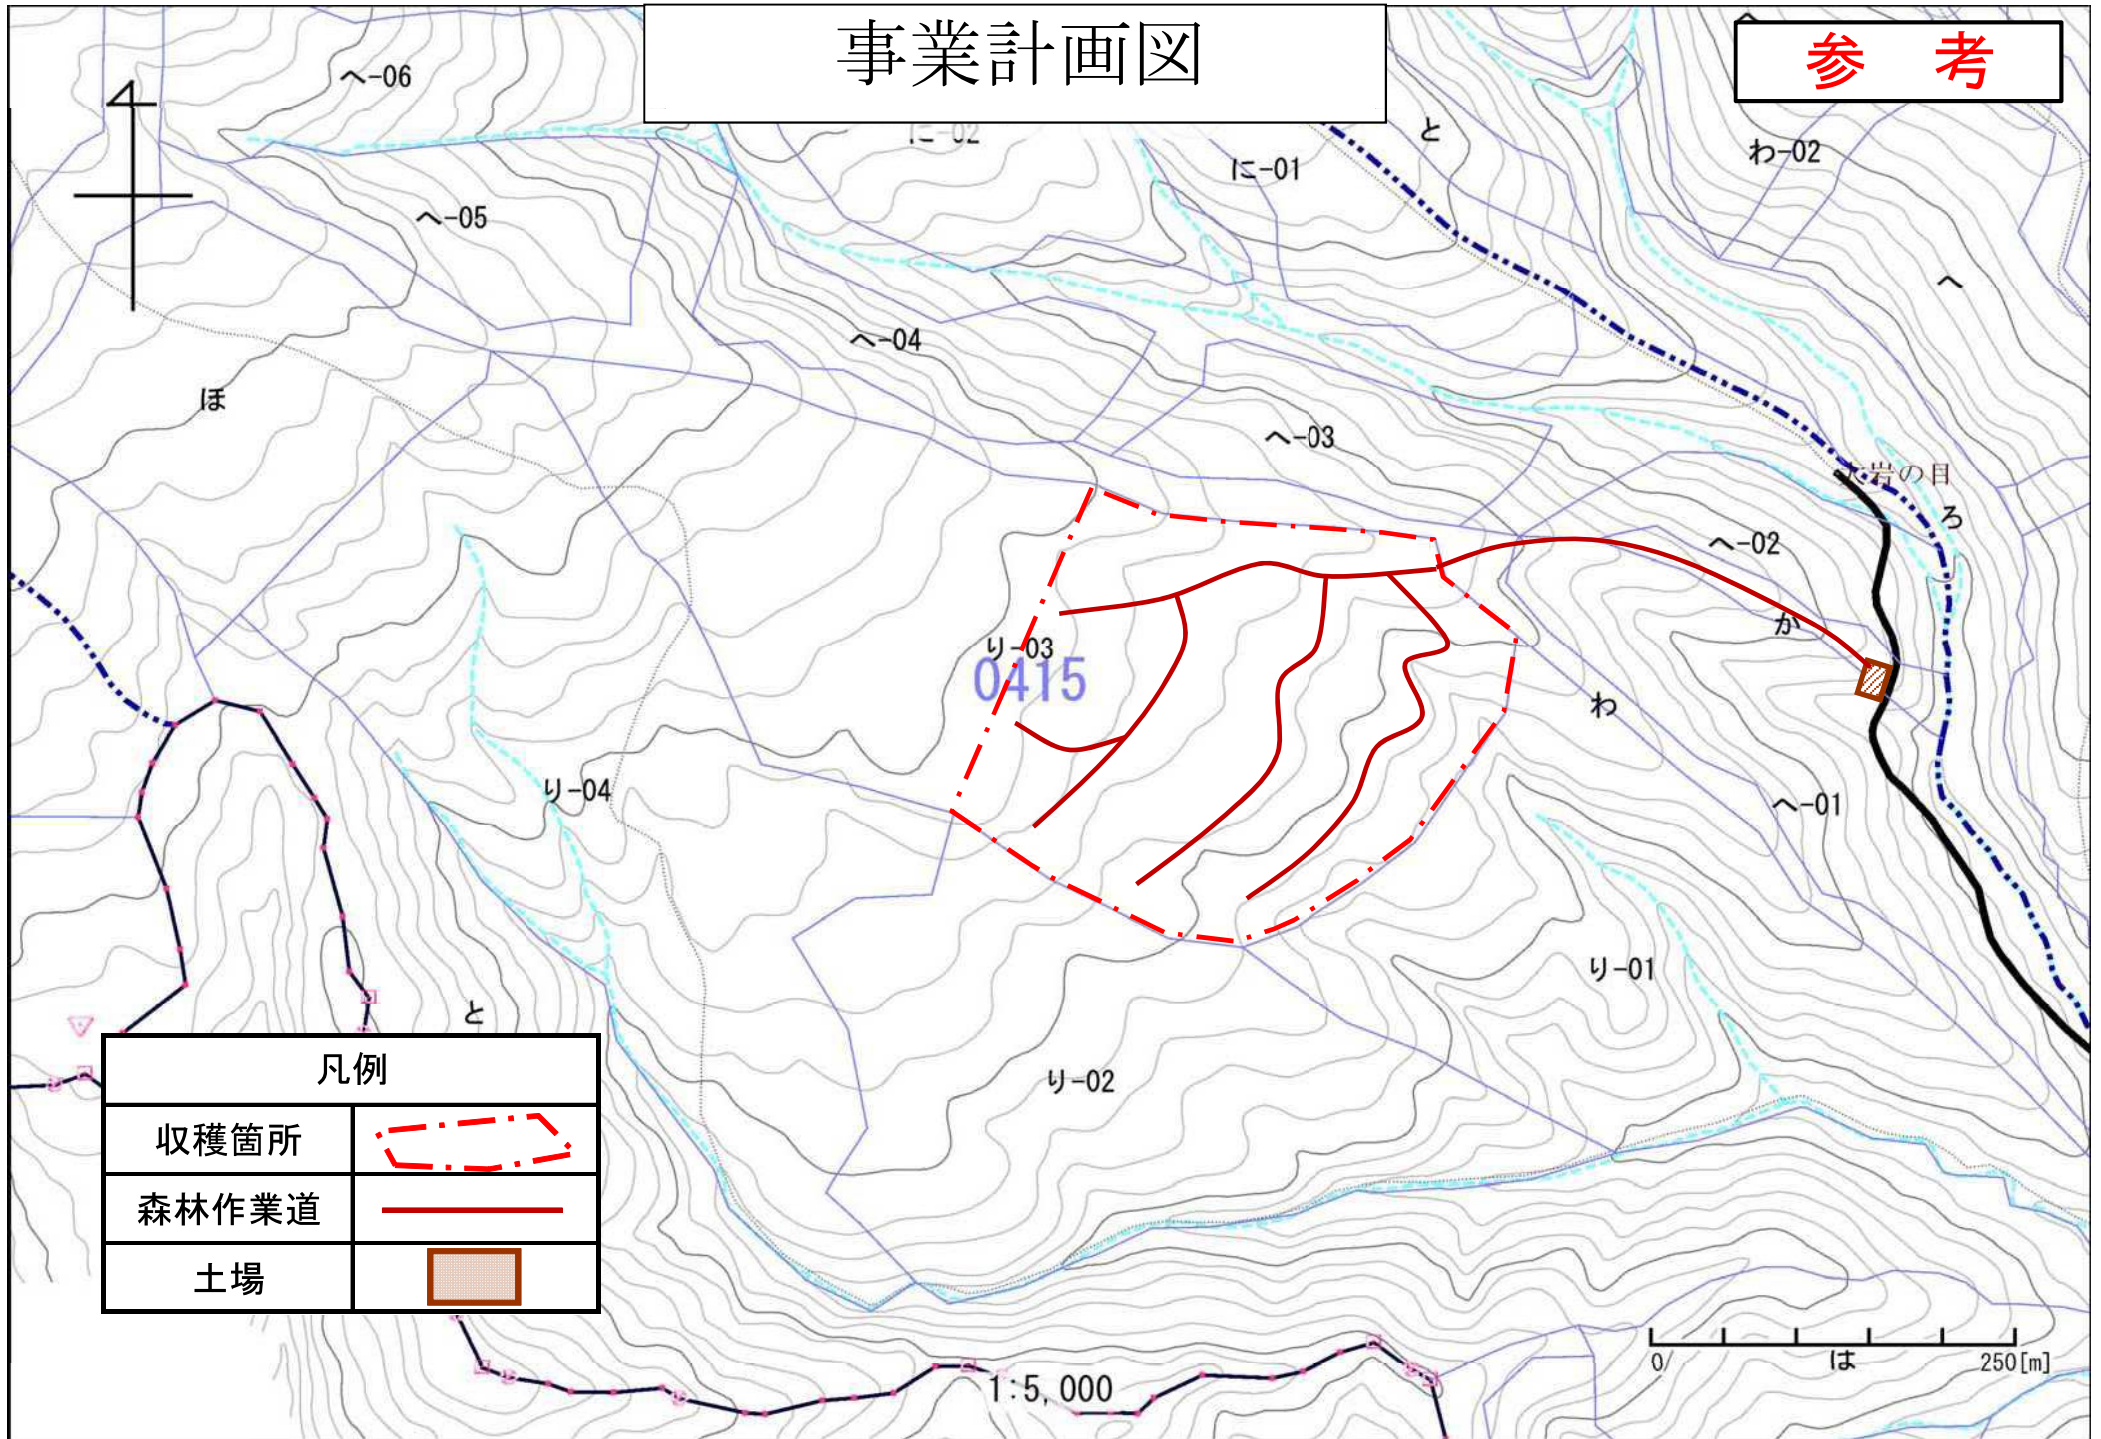 事業計画図
参 考
へ-06
に-02
と
に-01
わ-02
へ-05
へ
へ-04
ほ
へ-03
岩の目
ろ
へ-02
か
り-03
0415
わ
り-04
へ-01
り-01
と
り-02
凡例
収穫箇所
森林作業道
土場
0 は 250[m]
1:5,000